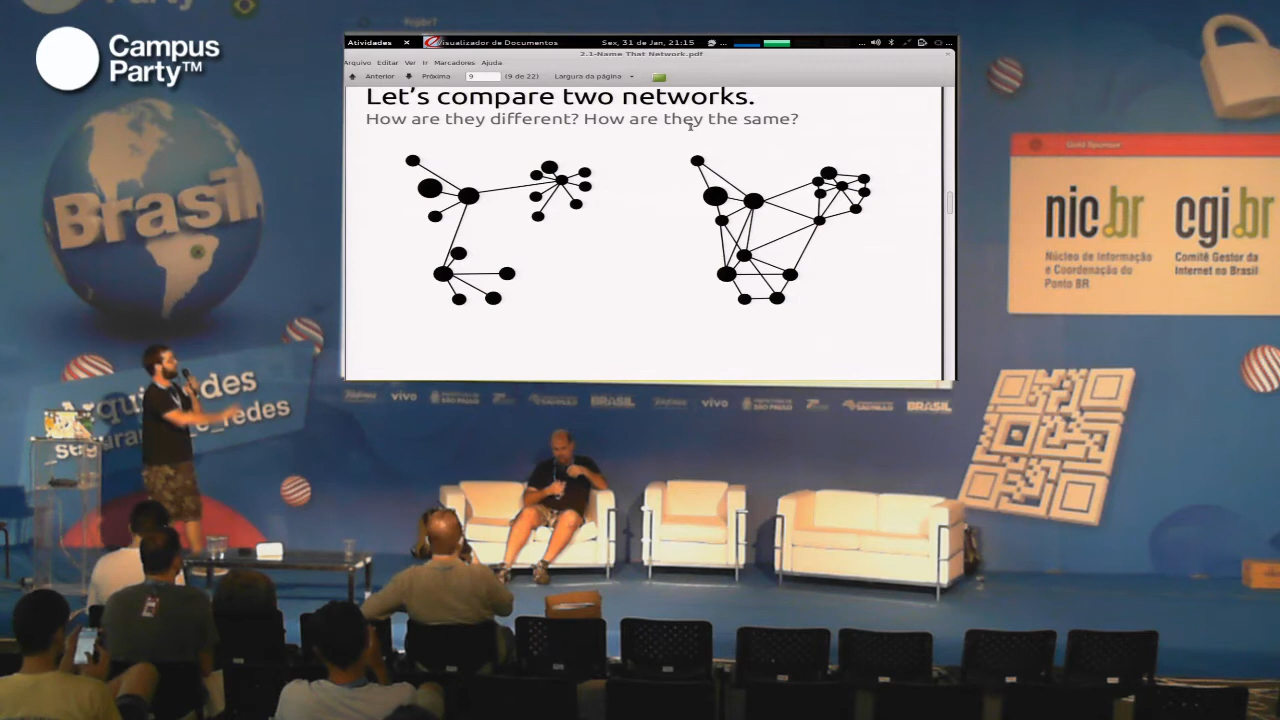 Campus
Party™
Brasil
Atividades
Visualizador de Documentos
Sex, 31 de Jan, 21:15
2.1-Name That Network.pdf
Arquivo Editar Ver Ir Marcadores Ajuda
Anterior Próxima 9 (9 de 22) Largura da página
Let's compare two networks.
How are they different? How are they the same?
Gold Sponsor
nic.br cgi.br
Núcleo de Informação
e Coordenação do
Ponto BR
Comitê Gestor da
Internet no Brasil
vivo
BRASIL
vivo
BRASIL